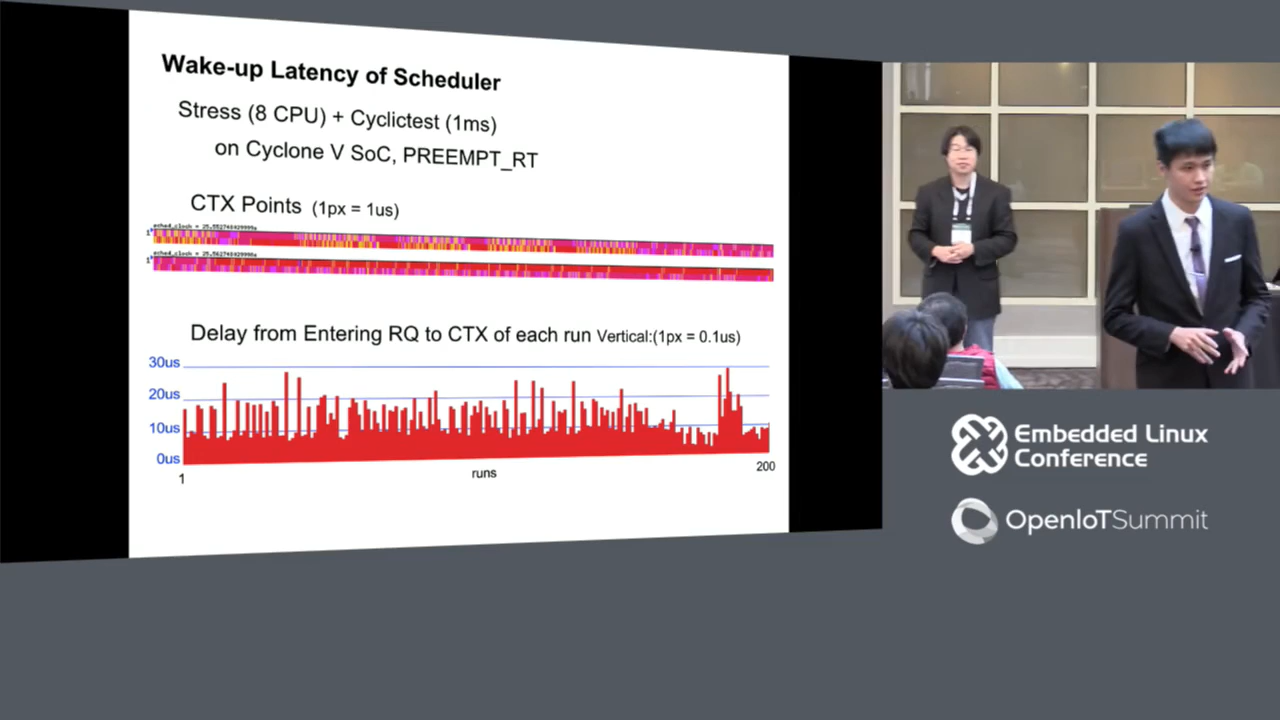 Wake-up Latency of Scheduler
Stress (8 CPU) + Cyclictest (1ms)
on Cyclone V SoC, PREEMPT_RT
CTX Points (1px = 1us)
Delay from Entering RQ to CTX of each run Vertical:(1px = 0.1us)
30us
20us
10us
0us
1
runs
200
Embedded Linux
Conference
OpenIoTSummit